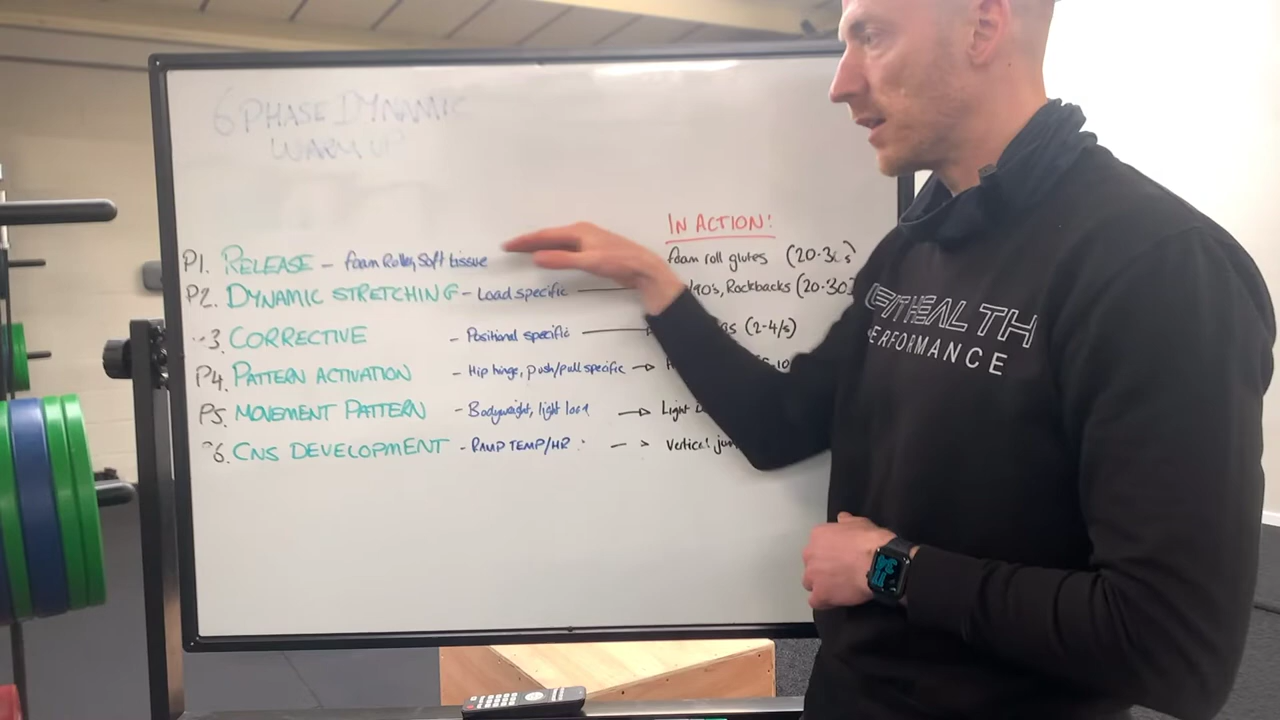 6 PHASE DYNAMIC
WARM UP
IN ACTION:
P1. RELEASE - foam Roller, Soft tissue foam roll glutes (20-30s)
P2. DYNAMIC STRETCHING - Load specific /90's, Rockbacks (20-30
3. CORRECTIVE - Positional specific (2-4/s)
P4. PATTERN ACTIVATION - Hip hinge, push/pull specific
P5. MOVEMENT PATTERN - Bodyweight, light load Light
6. CNS DEVELOPMENT - RAMP TEMP/HR Vertical
HEALTH
PERFORMANCE